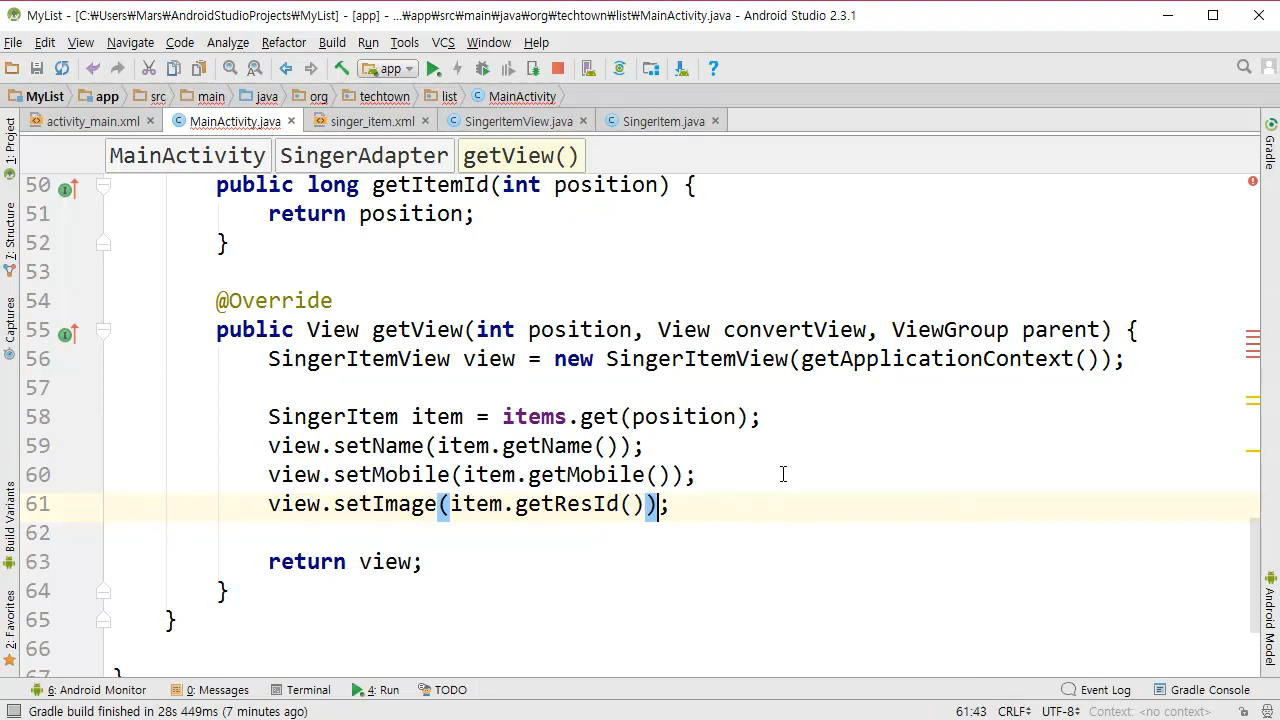 MyList - [C:₩Users₩Mars₩AndroidStudioProjects₩MyList] - [app] - ...₩app₩src₩main₩java₩org₩techtown₩list₩MainActivity.java - Android Studio 2.3.1
File Edit View Navigate Code Analyze Refactor Build Run Tools VCS Window Help
app
MyList app src main java org techtown list MainActivity
activity_main.xml MainActivity.java singer_item.xml SingerItemView.java SingerItem.java
MainActivity SingerAdapter getView()
50 public long getItemId(int position) {
51 return position;
52 }
53
54 @Override
55 public View getView(int position, View convertView, ViewGroup parent) {
56 SingerItemView view = new SingerItemView(getApplicationContext());
57
58 SingerItem item = items.get(position);
59 view.setName(item.getName());
60 view.setMobile(item.getMobile());
61 view.setImage(item.getResId());
62
63 return view;
64 }
65 }
66
67 }
1: Project
7: Structure
Captures
Build Variants
2: Favorites
Gradle
Android Model
6: Android Monitor 0: Messages Terminal 4: Run TODO Event Log Gradle Console
Gradle build finished in 28s 449ms (7 minutes ago) 61:43 CRLF UTF-8 Context: <no context>